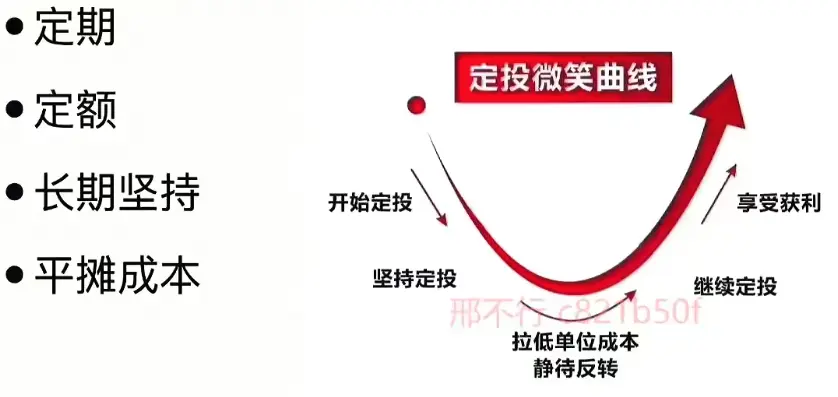 • 定期
• 定额
• 长期坚持
• 平摊成本
定投微笑曲线
开始定投
坚持定投
拉低单位成本
静待反转
继续定投
享受获利
邢不行 c821b50f